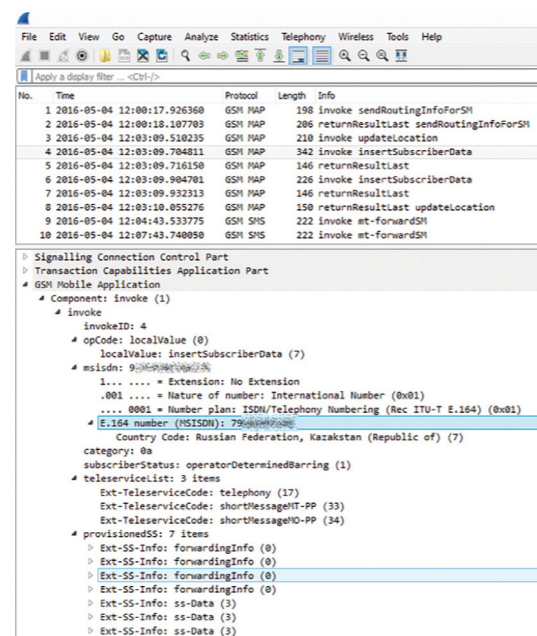 File Edit View Go Capture Analyze Statistics Telephony Wireless Tools Help
Apply a display filter ... <Ctrl-/>
No. Time Protocol Length Info
1 2016-05-04 12:00:17.926360 GSM MAP 198 invoke sendRoutingInfoForSM
2 2016-05-04 12:00:18.107703 GSM MAP 206 returnResultLast sendRoutingInfoForSM
3 2016-05-04 12:03:09.510235 GSM MAP 210 invoke updateLocation
4 2016-05-04 12:03:09.704811 GSM MAP 342 invoke insertSubscriberData
5 2016-05-04 12:03:09.716150 GSM MAP 146 returnResultLast
6 2016-05-04 12:03:09.904701 GSM MAP 226 invoke insertSubscriberData
7 2016-05-04 12:03:09.932313 GSM MAP 146 returnResultLast
8 2016-05-04 12:03:10.055276 GSM MAP 150 returnResultLast updateLocation
9 2016-05-04 12:04:43.533775 GSM SMS 222 invoke mt-forwardSM
10 2016-05-04 12:07:43.740050 GSM SMS 222 invoke mt-forwardSM
Signalling Connection Control Part
Transaction Capabilities Application Part
GSM Mobile Application
Component: invoke (1)
invoke
invokeID: 4
opCode: localValue (0)
localValue: insertSubscriberData (7)
msisdn: 9
1... .... = Extension: No Extension
.001 .... = Nature of number: International Number (0x01)
.... 0001 = Number plan: ISDN/Telephony Numbering (Rec ITU-T E.164) (0x01)
E.164 number (MSISDN): 79
Country Code: Russian Federation, Kazakstan (Republic of) (7)
category: 0a
subscriberStatus: operatorDeterminedBarring (1)
teleserviceList: 3 items
Ext-TeleserviceCode: telephony (17)
Ext-TeleserviceCode: shortMessageMT-PP (33)
Ext-TeleserviceCode: shortMessageMO-PP (34)
provisionedSS: 7 items
Ext-SS-Info: forwardingInfo (0)
Ext-SS-Info: forwardingInfo (0)
Ext-SS-Info: forwardingInfo (0)
Ext-SS-Info: forwardingInfo (0)
Ext-SS-Info: ss-Data (3)
Ext-SS-Info: ss-Data (3)
Ext-SS-Info: ss-Data (3)